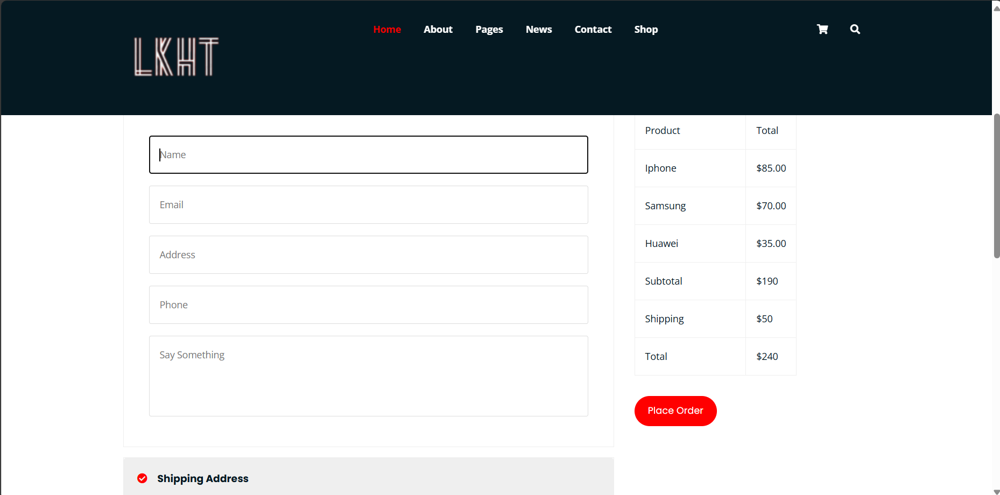 LKHT
Home About Pages News Contact Shop
Name
Email
Address
Phone
Say Something
Shipping Address
Product Total
Iphone $85.00
Samsung $70.00
Huawei $35.00
Subtotal $190
Shipping $50
Total $240
Place Order